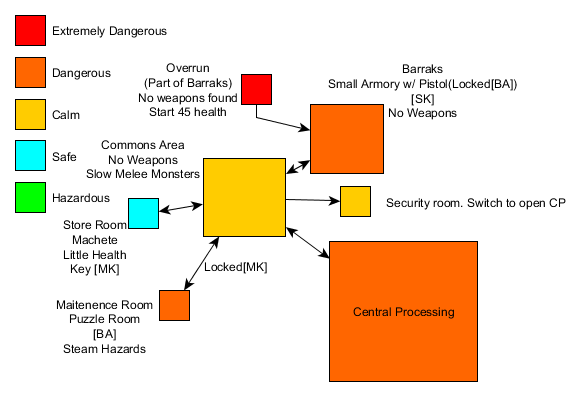 Extremely Dangerous
Dangerous
Calm
Safe
Hazardous
Overrun
(Part of Barraks)
No weapons found
Start 45 health
Barraks
Small Armory w/ Pistol(Locked[BA])
[SK]
No Weapons
Commons Area
No Weapons
Slow Melee Monsters
Security room. Switch to open CP
Store Room
Machete
Little Health
Key [MK]
Locked[MK]
Maitenence Room
Puzzle Room
[BA]
Steam Hazards
Central Processing